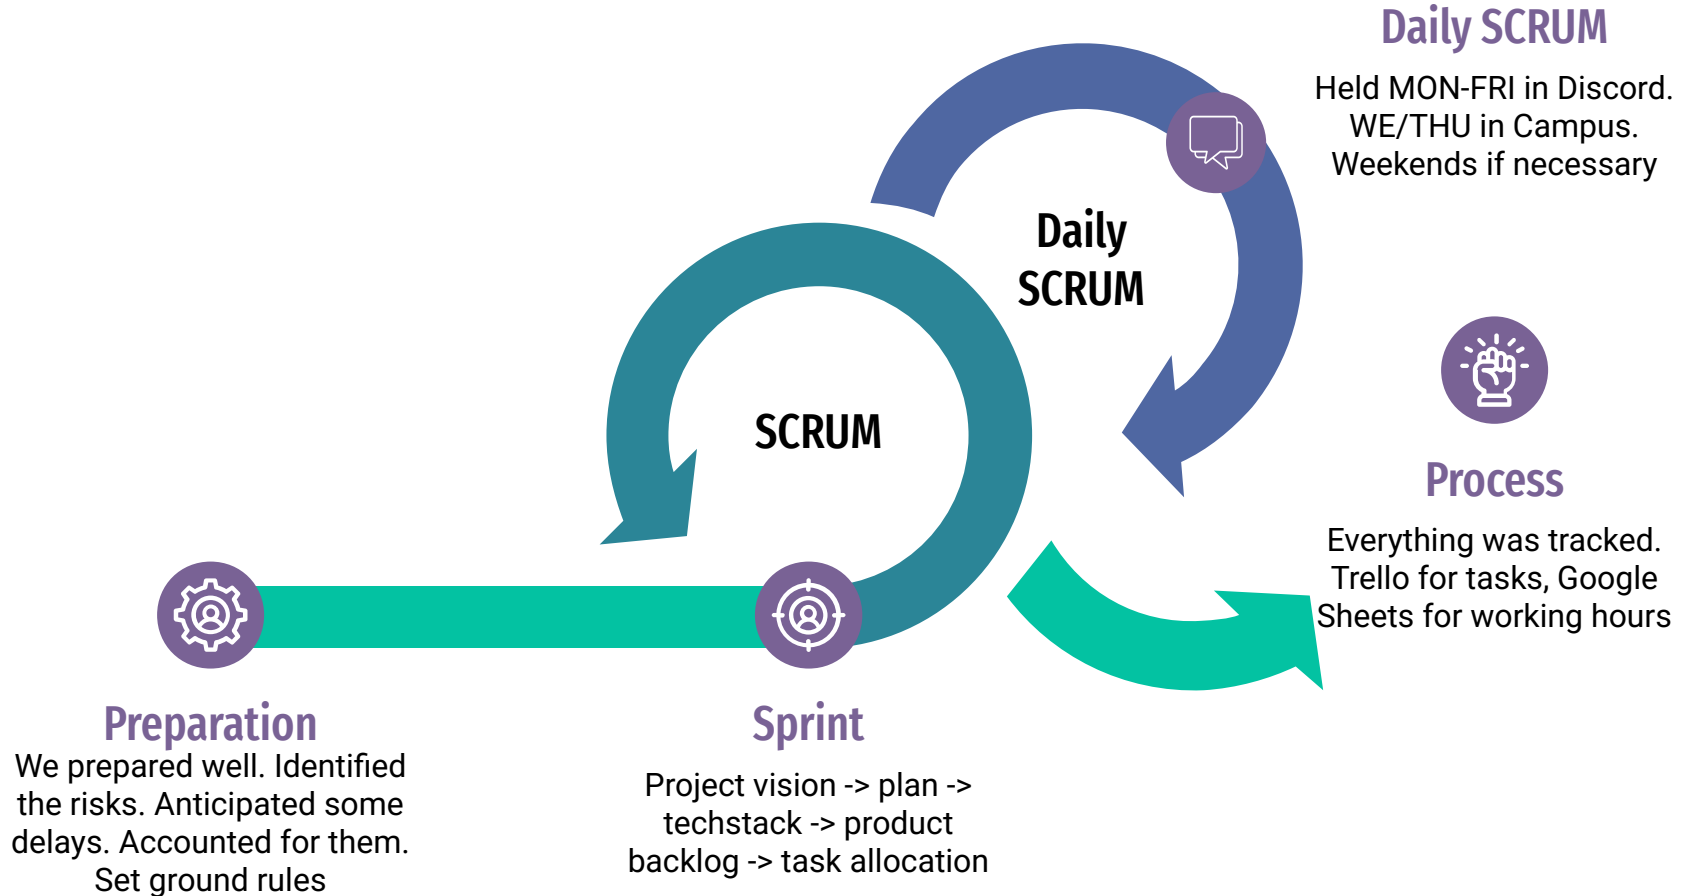 Daily SCRUM
Held MON-FRI in Discord.
WE/THU in Campus.
Weekends if necessary
Daily
SCRUM
SCRUM
Process
Everything was tracked.
Trello for tasks, Google
Sheets for working hours
Preparation
We prepared well. Identified
the risks. Anticipated some
delays. Accounted for them.
Set ground rules
Sprint
Project vision -> plan ->
techstack -> product
backlog -> task allocation